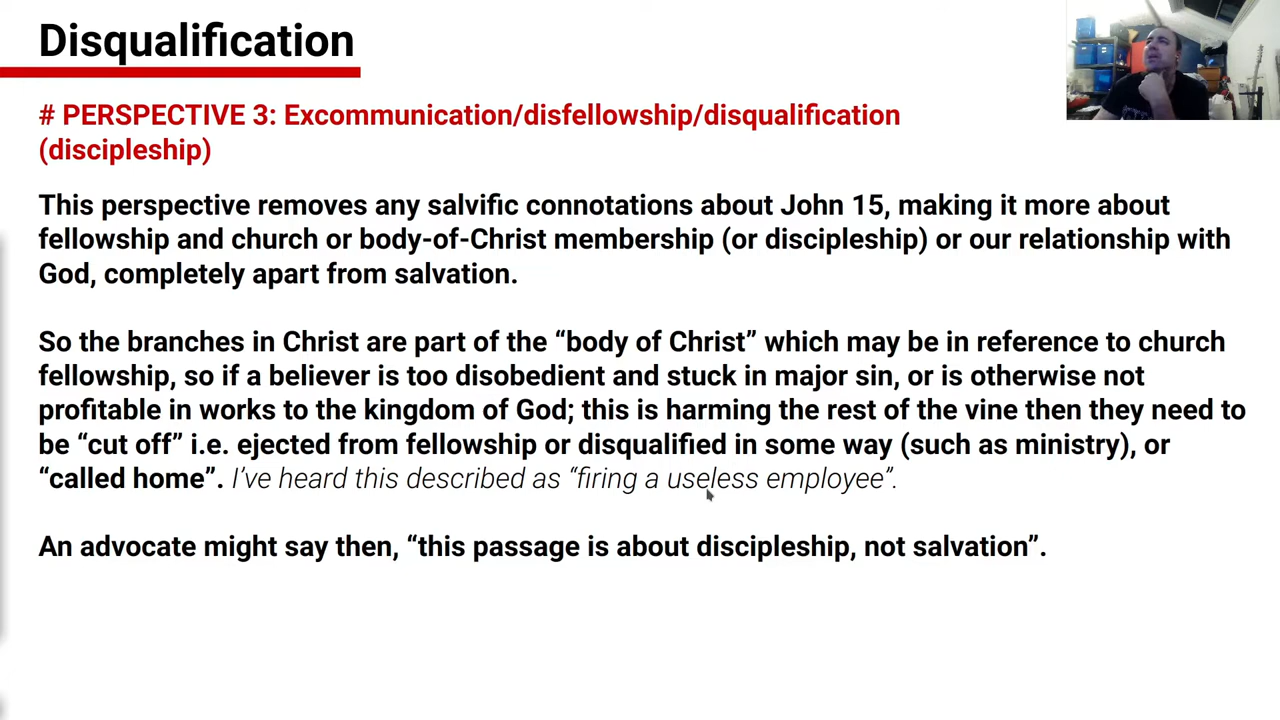 Disqualification
# PERSPECTIVE 3: Excommunication/disfellowship/disqualification
(discipleship)
This perspective removes any salvific connotations about John 15, making it more about
fellowship and church or body-of-Christ membership (or discipleship) or our relationship with
God, completely apart from salvation.
So the branches in Christ are part of the “body of Christ” which may be in reference to church
fellowship, so if a believer is too disobedient and stuck in major sin, or is otherwise not
profitable in works to the kingdom of God; this is harming the rest of the vine then they need to
be “cut off” i.e. ejected from fellowship or disqualified in some way (such as ministry), or
“called home”. I’ve heard this described as “firing a useless employee”.
An advocate might say then, “this passage is about discipleship, not salvation”.